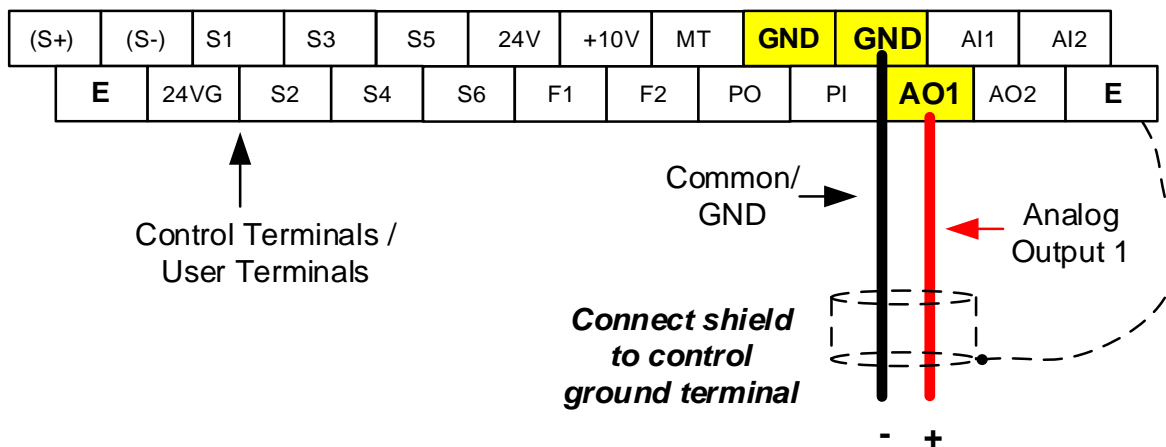 (S+) (S-) S1 S3 S5 24V +10V MT GND GND AI1 AI2
E 24VG S2 S4 S6 F1 F2 PO PI AO1 AO2 E
Common/
GND
Control Terminals /
User Terminals
Analog
Output 1
Connect shield
to control
ground terminal
- +